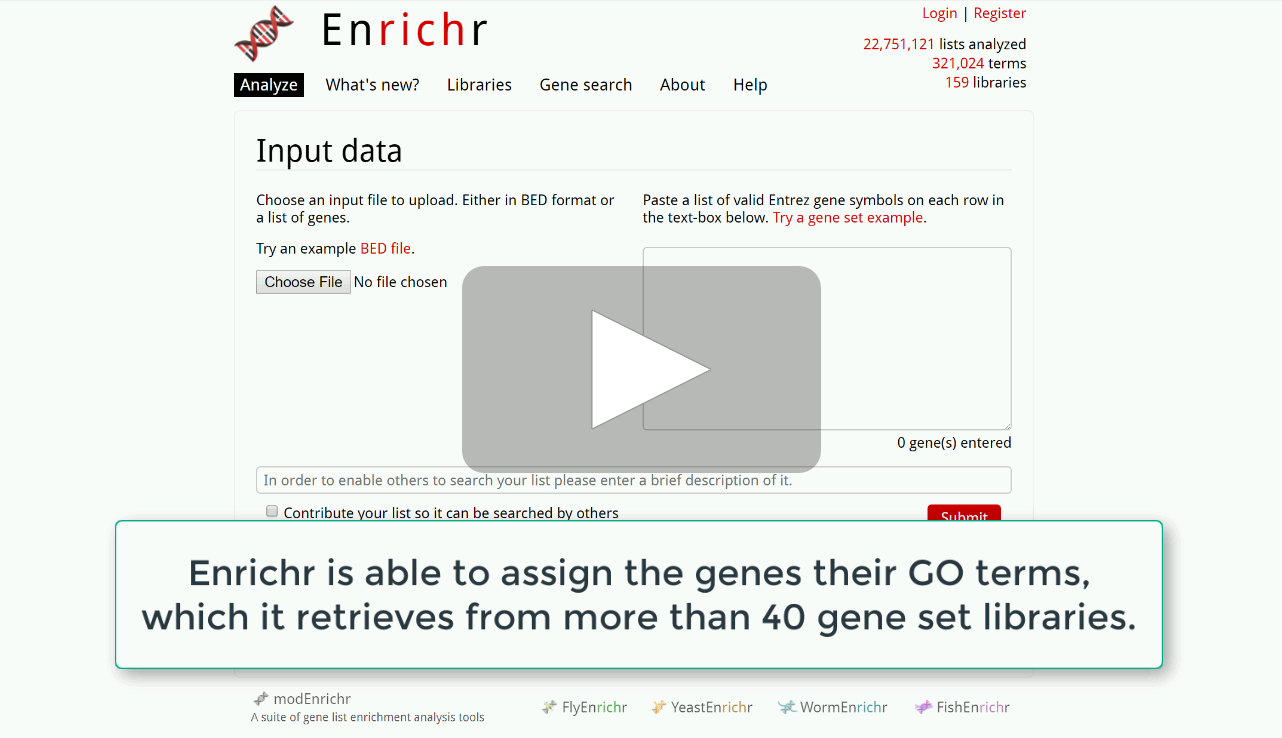 Enrichr
Login | Register
22,751,121 lists analyzed
321,024 terms
159 libraries
Analyze What's new? Libraries Gene search About Help
Input data
Choose an input file to upload. Either in BED format or
a list of genes.
Try an example BED file.
Choose File No file chosen
Paste a list of valid Entrez gene symbols on each row in
the text-box below. Try a gene set example.
0 gene(s) entered
In order to enable others to search your list please enter a brief description of it.
Contribute your list so it can be searched by others
Submit
Enrichr is able to assign the genes their GO terms,
which it retrieves from more than 40 gene set libraries.
modEnrichr
A suite of gene list enrichment analysis tools
FlyEnrichr YeastEnrichr WormEnrichr FishEnrichr